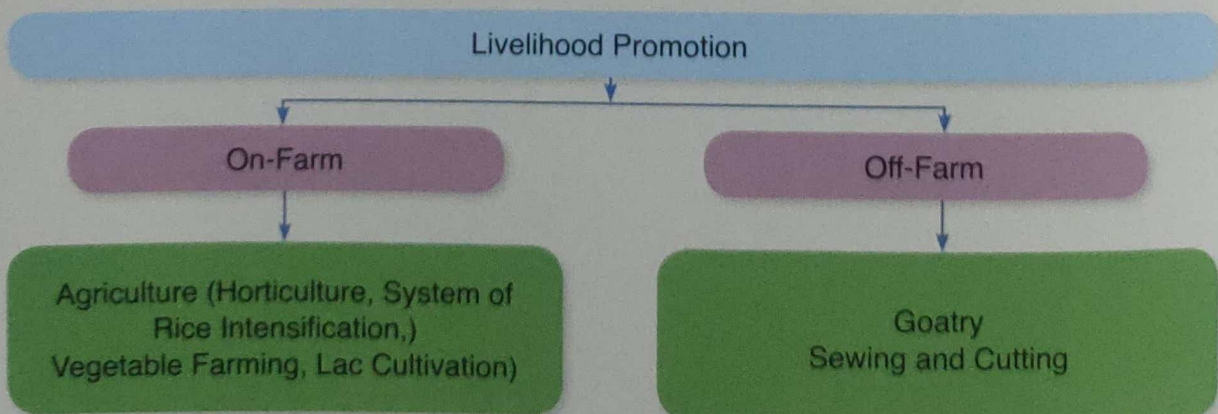 Livelihood Promotion
On-Farm
Off-Farm
Agriculture (Horticulture, System of
Rice Intensification,)
Vegetable Farming, Lac Cultivation)
Goatry
Sewing and Cutting